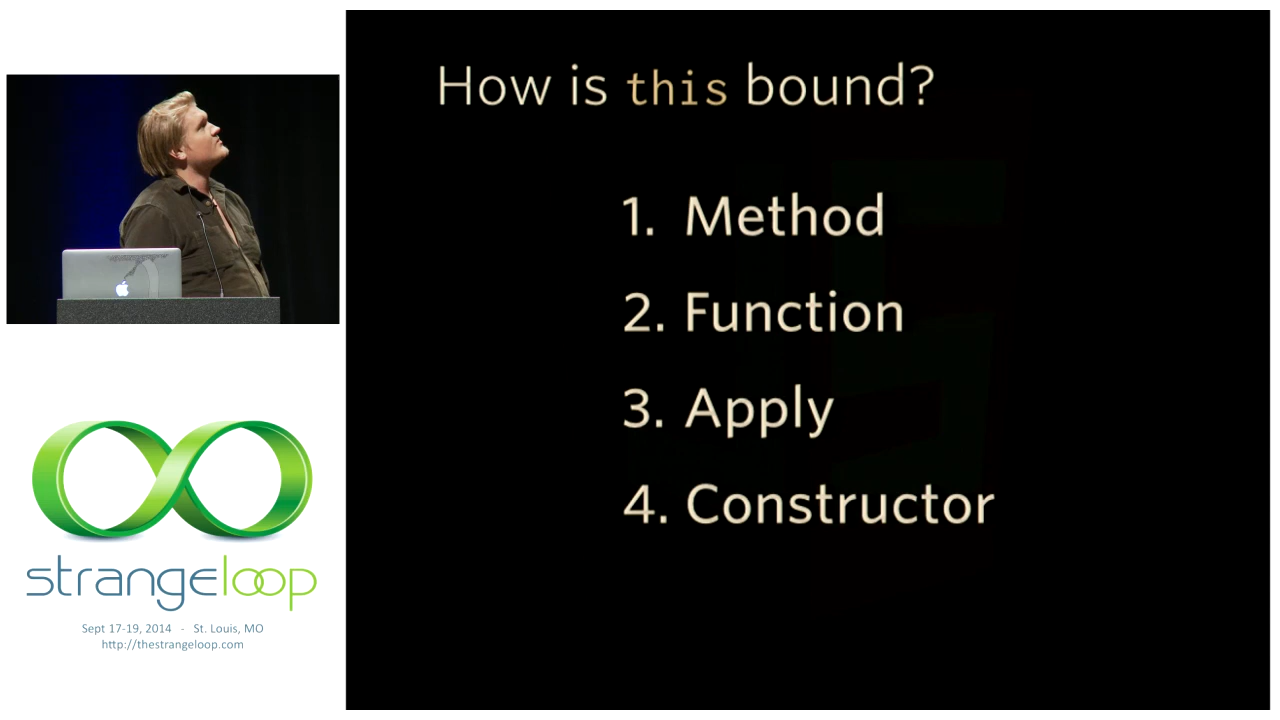 How is this bound?
1. Method
2. Function
3. Apply
4. Constructor
strangeloop
Sept 17-19, 2014 - St. Louis, MO
http://thestrangeloop.com